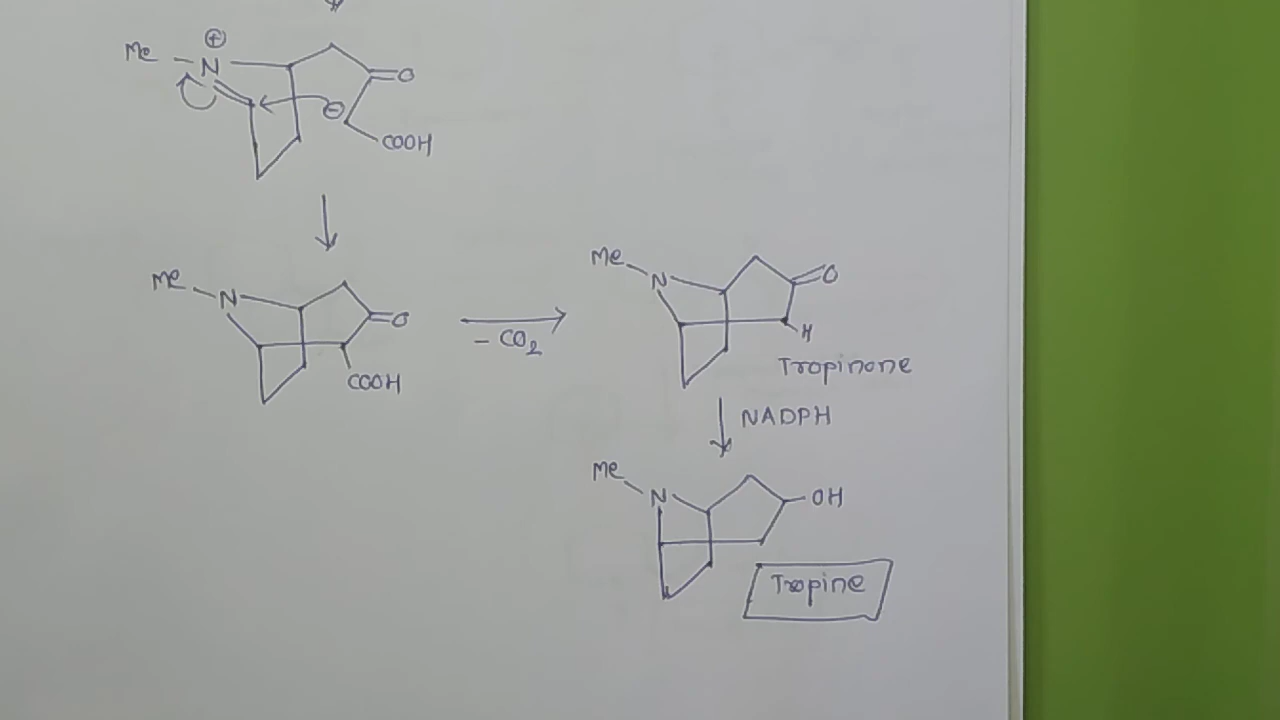 ⊕
Me N
=O
⊖
COOH
Me N =O
COOH
- CO2
Me N =O
H
Tropinone
NADPH
Me N OH
Tropine